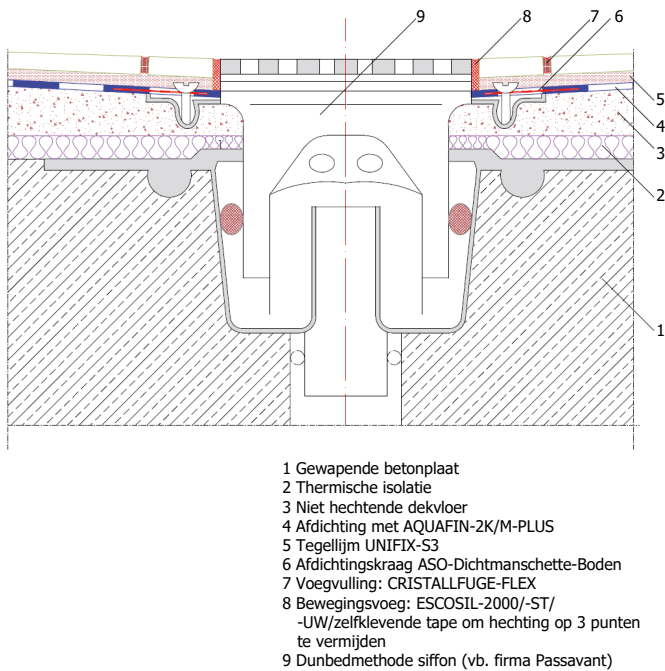 9
8
7
6
5
4
3
2
1
1 Gewapende betonplaat
2 Thermische isolatie
3 Niet hechtende dekvloer
4 Afdichting met AQUAFIN-2K/M-PLUS
5 Tegellijm UNIFIX-S3
6 Afdichtingskraag ASO-Dichtmanschette-Boden
7 Voegvulling: CRISTALLFUGE-FLEX
8 Bewegingsvoeg: ESCOSIL-2000/-ST/
-UW/zelfklevende tape om hechting op 3 punten
te vermijden
9 Dunbedmethode siffon (vb. firma Passavant)